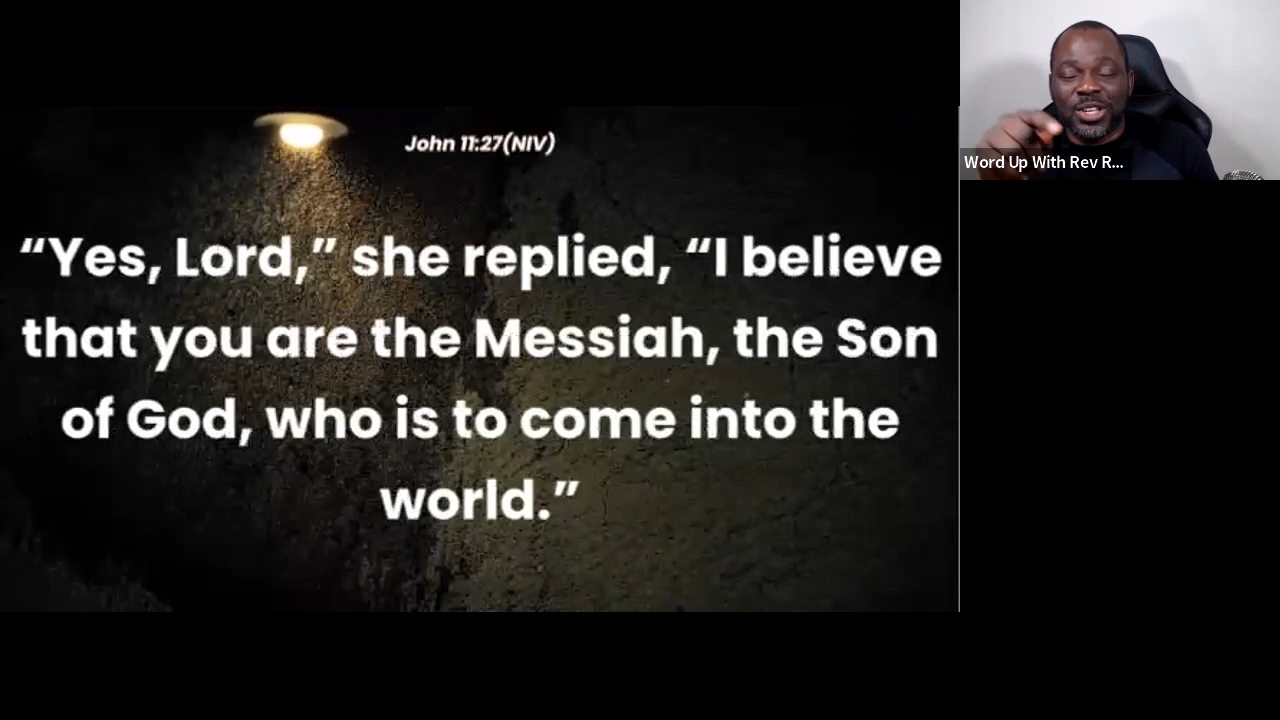 John 11:27(NIV)
“Yes, Lord,” she replied, “I believe
that you are the Messiah, the Son
of God, who is to come into the
world.”
Word Up With Rev R...